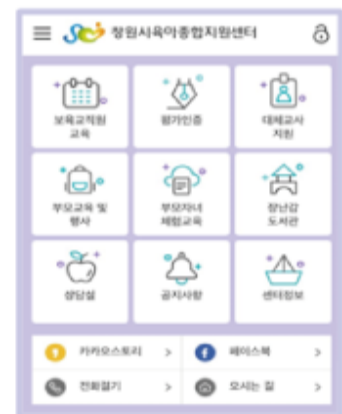 창원시육아종합지원센터
보육교직원
교육
평가인증
대체교사
지원
부모교육 및
행사
부모자녀
체험교육
장난감
도서관
상담실
공지사항
센터정보
카카오스토리
페이스북
전화걸기
오시는 길